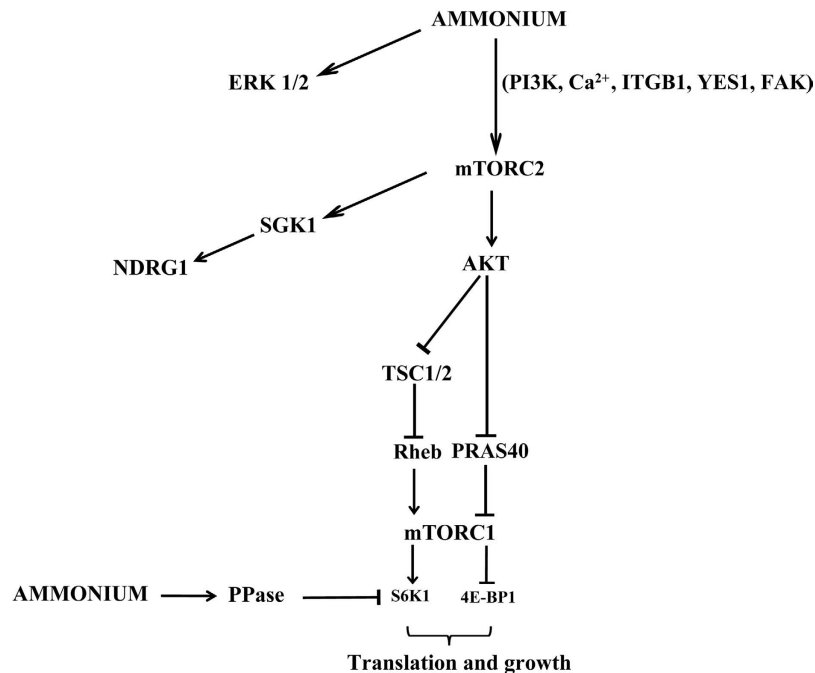 AMMONIUM
ERK 1/2
(PI3K, Ca²⁺, ITGB1, YES1, FAK)
mTORC2
SGK1
NDRG1
AKT
TSC1/2
Rheb PRAS40
mTORC1
AMMONIUM PPase S6K1 4E-BP1
Translation and growth